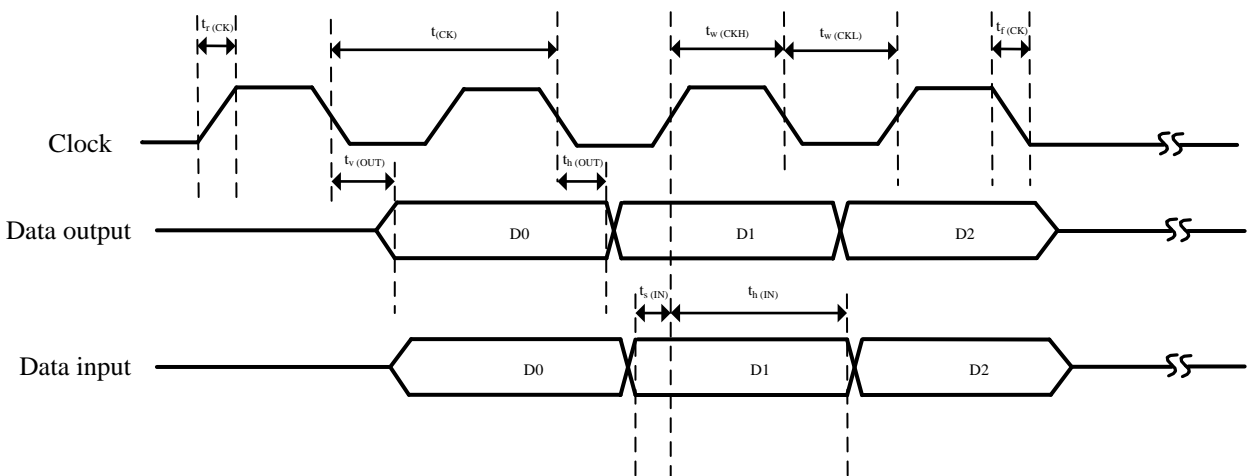 tr (CK)
t(CK)
tw (CKH)
tw (CKL)
tf (CK)
Clock
tv (OUT)
th (OUT)
Data output
D0
D1
D2
ts (IN)
th (IN)
Data input
D0
D1
D2